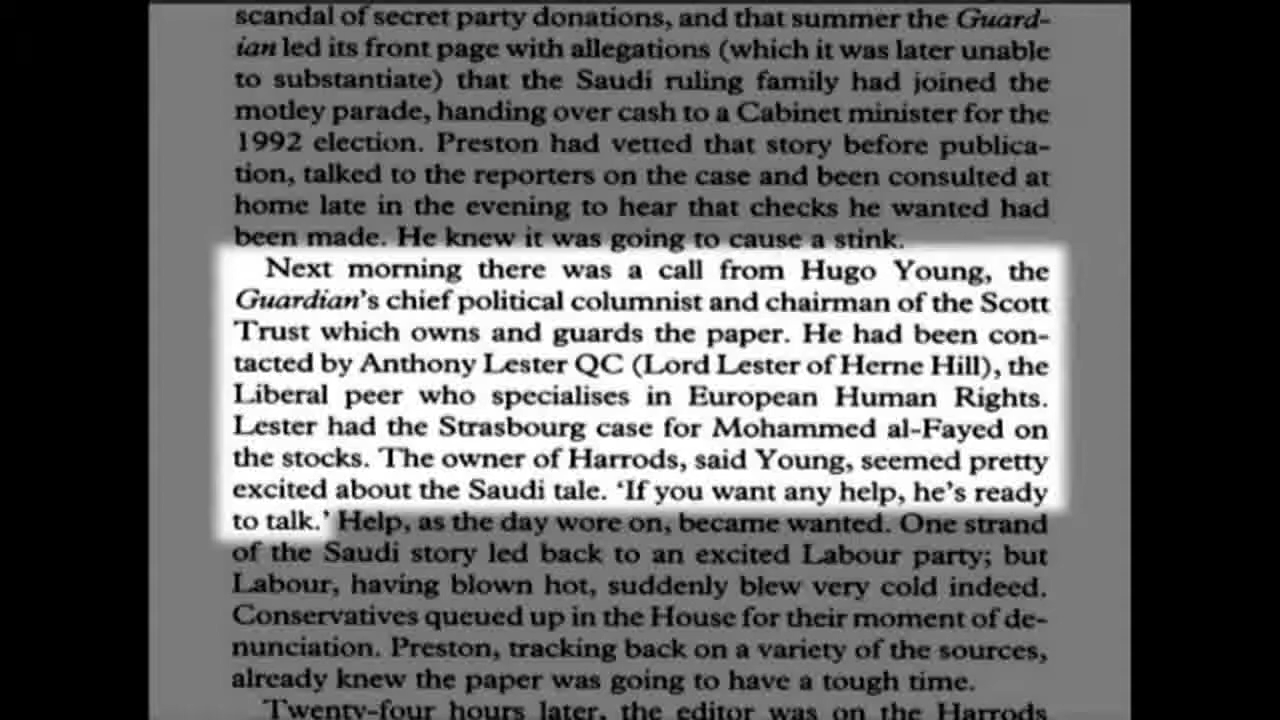 scandal of secret party donations, and that summer the Guard-
ian led its front page with allegations (which it was later unable
to substantiate) that the Saudi ruling family had joined the
motley parade, handing over cash to a Cabinet minister for the
1992 election. Preston had vetted that story before publica-
tion, talked to the reporters on the case and been consulted at
home late in the evening to hear that checks he wanted had
been made. He knew it was going to cause a stink.
Next morning there was a call from Hugo Young, the
Guardian's chief political columnist and chairman of the Scott
Trust which owns and guards the paper. He had been con-
tacted by Anthony Lester QC (Lord Lester of Herne Hill), the
Liberal peer who specialises in European Human Rights.
Lester had the Strasbourg case for Mohammed al-Fayed on
the stocks. The owner of Harrods, said Young, seemed pretty
excited about the Saudi tale. 'If you want any help, he's ready
to talk.' Help, as the day wore on, became wanted. One strand
of the Saudi story led back to an excited Labour party; but
Labour, having blown hot, suddenly blew very cold indeed.
Conservatives queued up in the House for their moment of de-
nunciation. Preston, tracking back on a variety of the sources,
already knew the paper was going to have a tough time.
Twenty-four hours later, the editor was on the Harrods